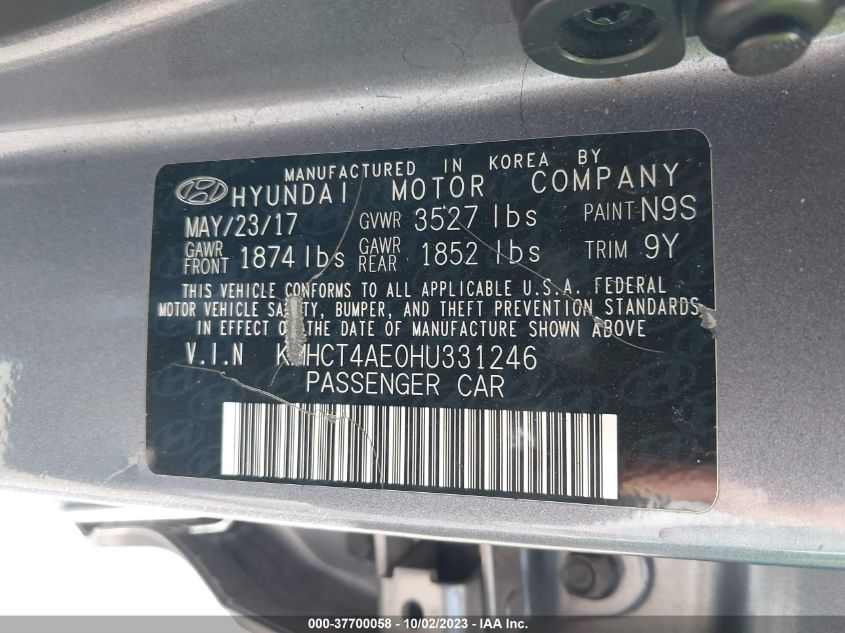 MANUFACTURED IN KOREA BY
HYUNDAI MOTOR COMPANY
MAY/23/17 GVWR 3527 lbs PAINT N9S
GAWR FRONT 1874 lbs GAWR REAR 1852 lbs TRIM 9Y
THIS VEHICLE CONFORMS TO ALL APPLICABLE U.S.A. FEDERAL
MOTOR VEHICLE SAFETY, BUMPER, AND THEFT PREVENTION STANDARDS
IN EFFECT ON THE DATE OF MANUFACTURE SHOWN ABOVE
V.I.N KMHCT4AE0HU331246
PASSENGER CAR
000-37700058 - 10/02/2023 - IAA Inc.